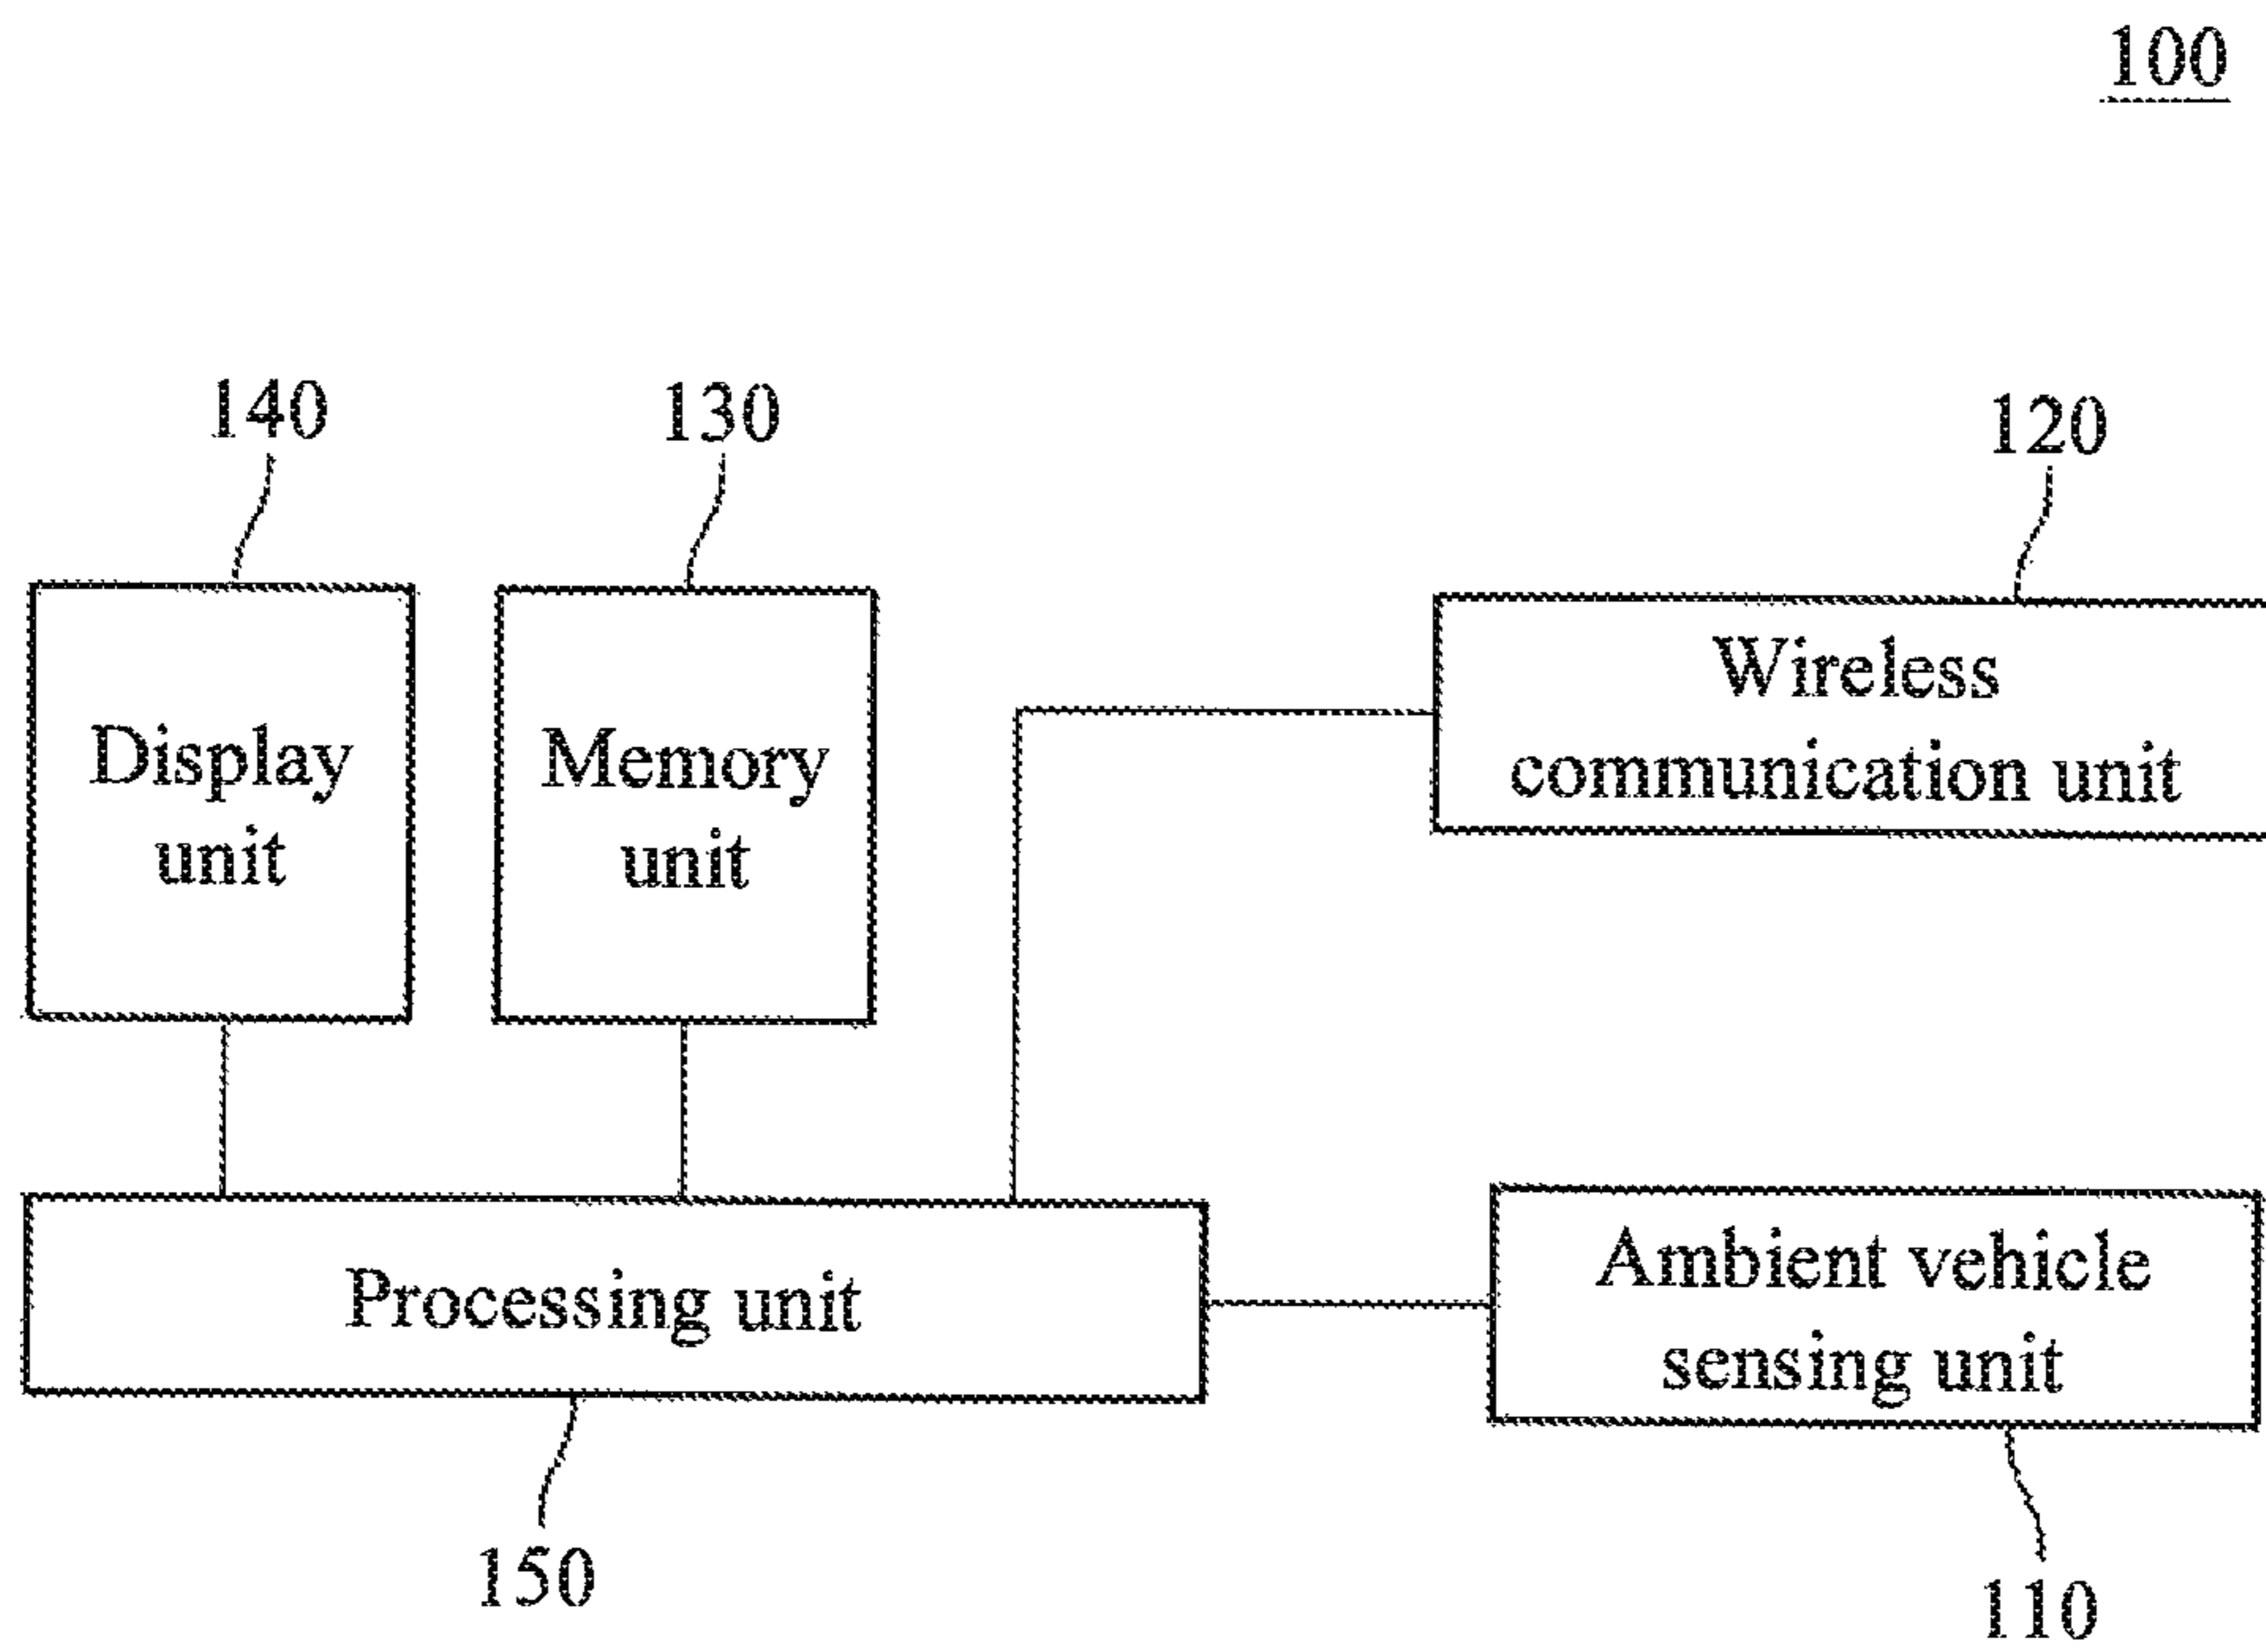 100
140
130
120
Display
unit
Memory
unit
Wireless
communication unit
Processing unit
Ambient vehicle
sensing unit
150
110